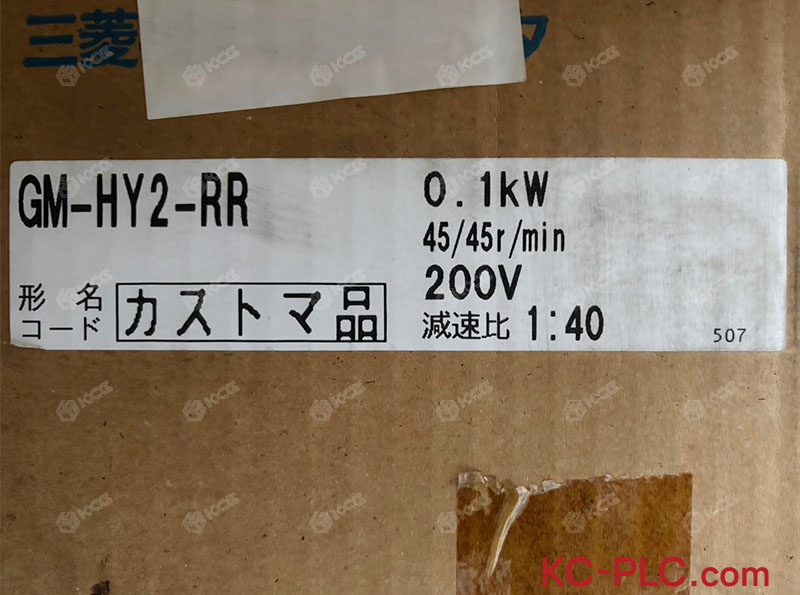 三菱
タ
GM-HY2-RR
0.1kW
45/45r/min
200V
形名
コード
カストマ品
減速比 1:40
507
KC-PLC.com